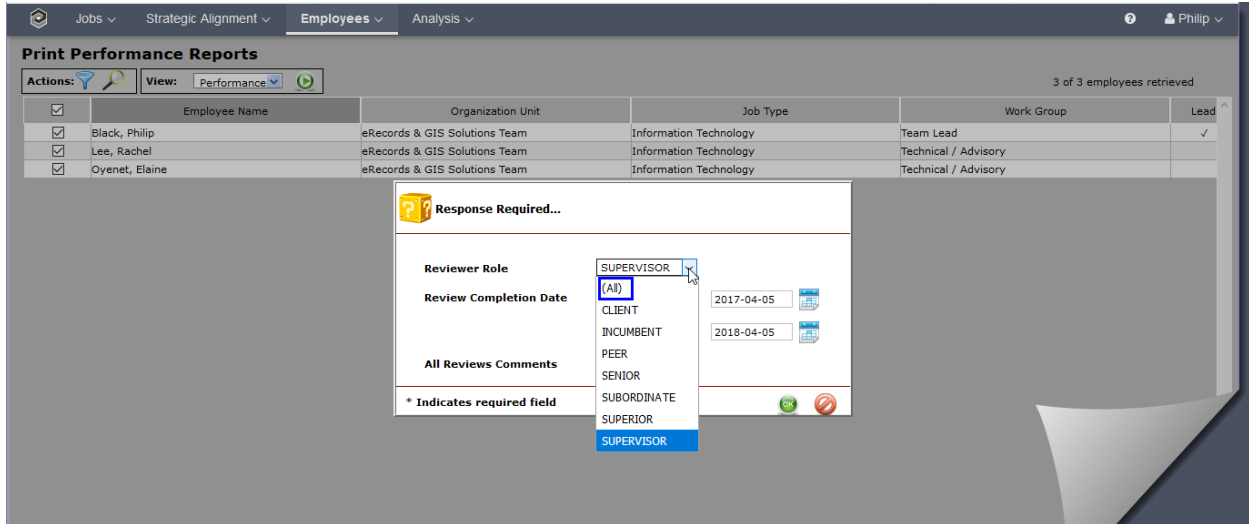 Jobs Strategic Alignment Employees Analysis ? Philip
Print Performance Reports
Actions: View: Performance 3 of 3 employees retrieved
Employee Name Organization Unit Job Type Work Group Lead
Black, Philip eRecords & GIS Solutions Team Information Technology Team Lead ✓
Lee, Rachel eRecords & GIS Solutions Team Information Technology Technical / Advisory
Oyenet, Elaine eRecords & GIS Solutions Team Information Technology Technical / Advisory
? ? Response Required...
Reviewer Role SUPERVISOR
(All)
Review Completion Date 2017-04-05
CLIENT
INCUMBENT 2018-04-05
PEER
All Reviews Comments
SENIOR
SUBORDINATE
* Indicates required field OK
SUPERIOR
SUPERVISOR